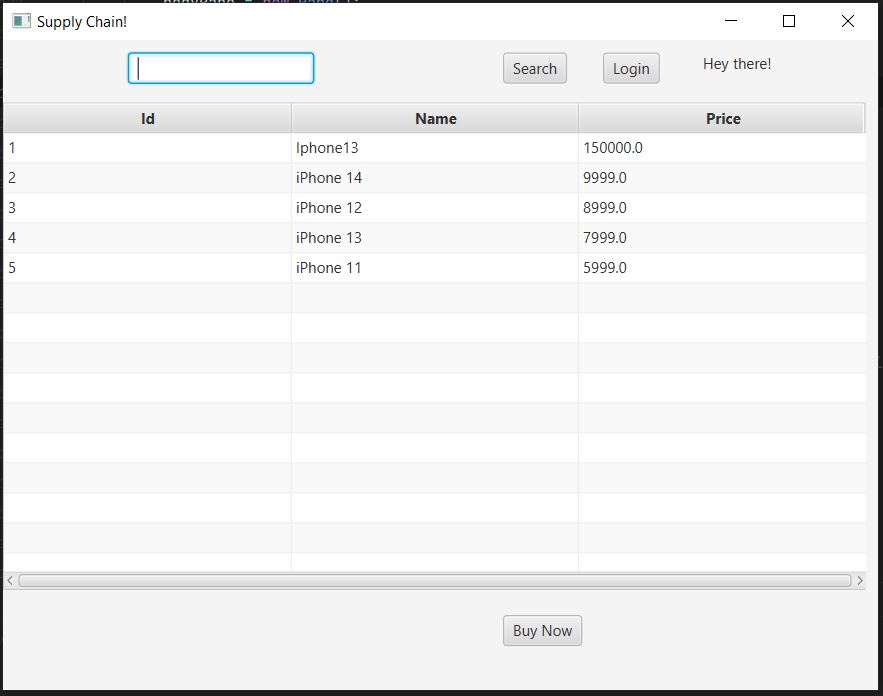 Supply Chain!
Search Login Hey there!
Id Name Price
1 Iphone13 150000.0
2 iPhone 14 9999.0
3 iPhone 12 8999.0
4 iPhone 13 7999.0
5 iPhone 11 5999.0
Buy Now